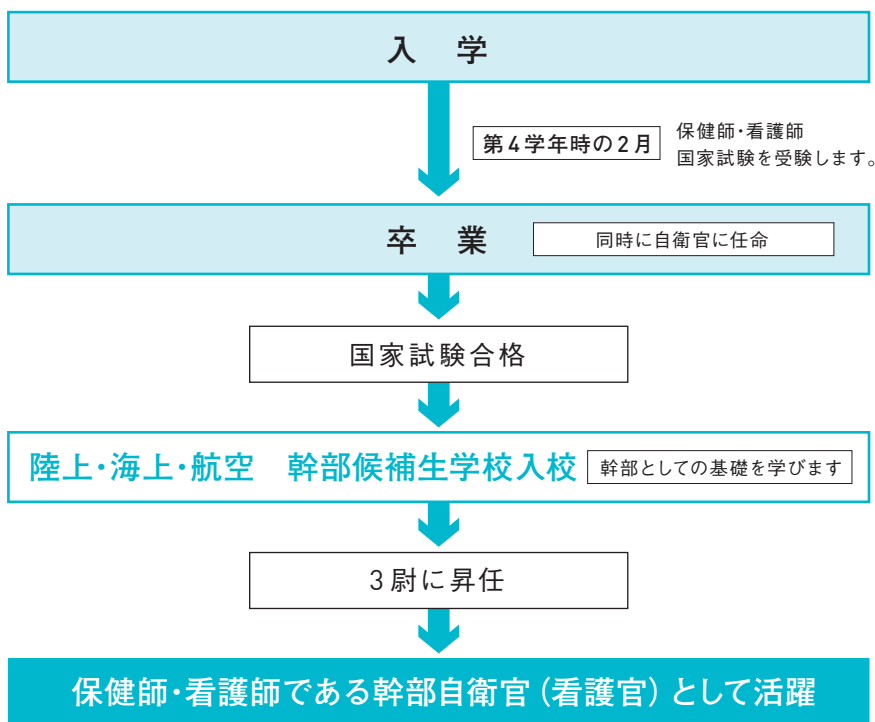 入　学
第4学年時の2月
保健師・看護師
国家試験を受験します。
卒　業
同時に自衛官に任命
国家試験合格
陸上・海上・航空　幹部候補生学校入校
幹部としての基礎を学びます
3尉に昇任
保健師・看護師である幹部自衛官（看護官）として活躍